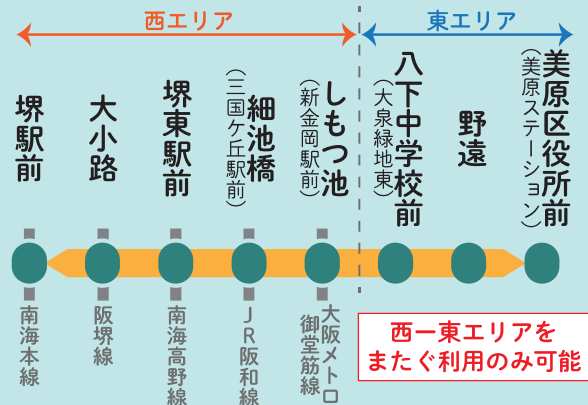 西エリア
東エリア
堺駅前
大小路
堺東駅前
細池橋
（三国ケ丘駅前）
しもつ池
（新金岡駅前）
八下中学校前
（大泉緑地東）
野遠
美原区役所前
（美原ステーション）
南海本線
阪堺線
南海高野線
JR阪和線
大阪メトロ
御堂筋線
西ー東エリアを
またぐ利用のみ可能